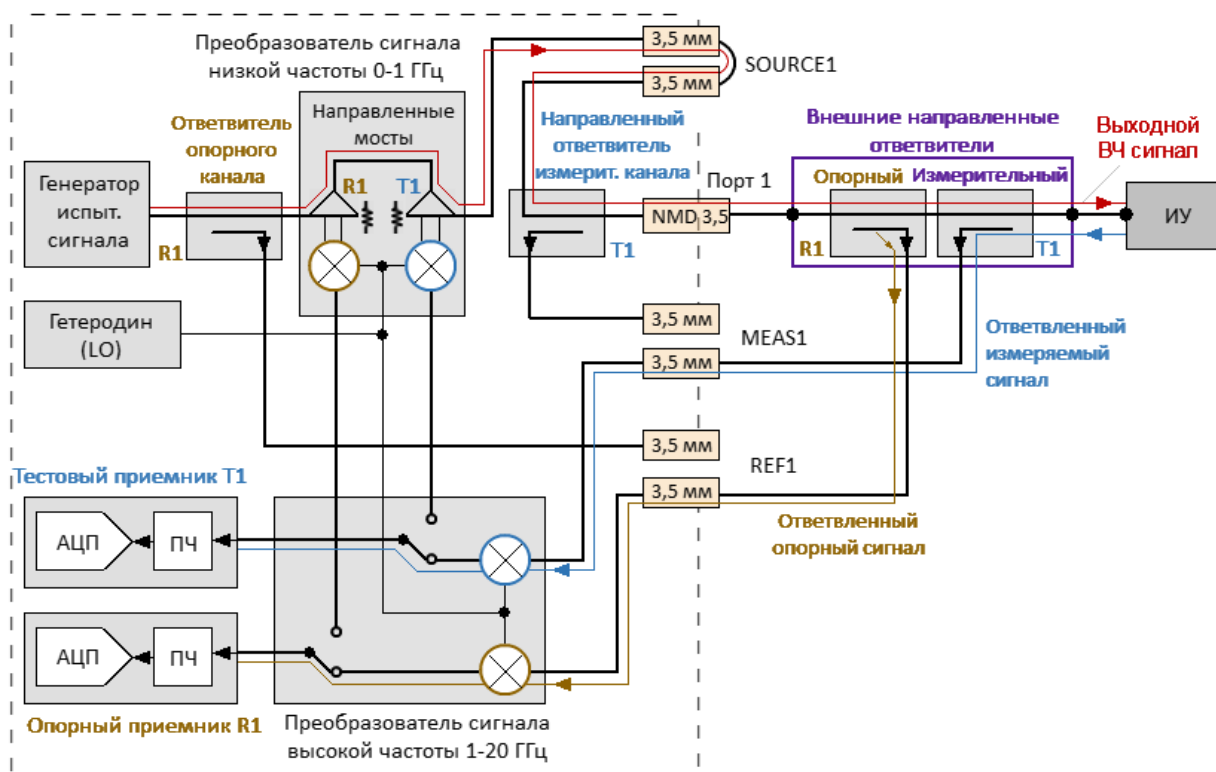 Преобразователь сигнала
низкой частоты 0-1 ГГц
3,5 мм
3,5 мм
SOURCE1
Направленные
мосты
Ответвитель
опорного
канала
Направленный
ответвитель
измерит. канала
Внешние направленные
ответвители
Выходной
ВЧ сигнал
Генератор
испыт.
сигнала
R1
R1
T1
T1
Порт 1
NMD 3,5
Опорный
Измерительный
R1
T1
ИУ
Гетеродин
(LO)
3,5 мм
MEAS1
3,5 мм
Ответвленный
измеряемый
сигнал
3,5 мм
REF1
3,5 мм
Ответвленный
опорный сигнал
Тестовый приемник T1
АЦП
ПЧ
АЦП
ПЧ
Опорный приемник R1
Преобразователь сигнала
высокой частоты 1-20 ГГц